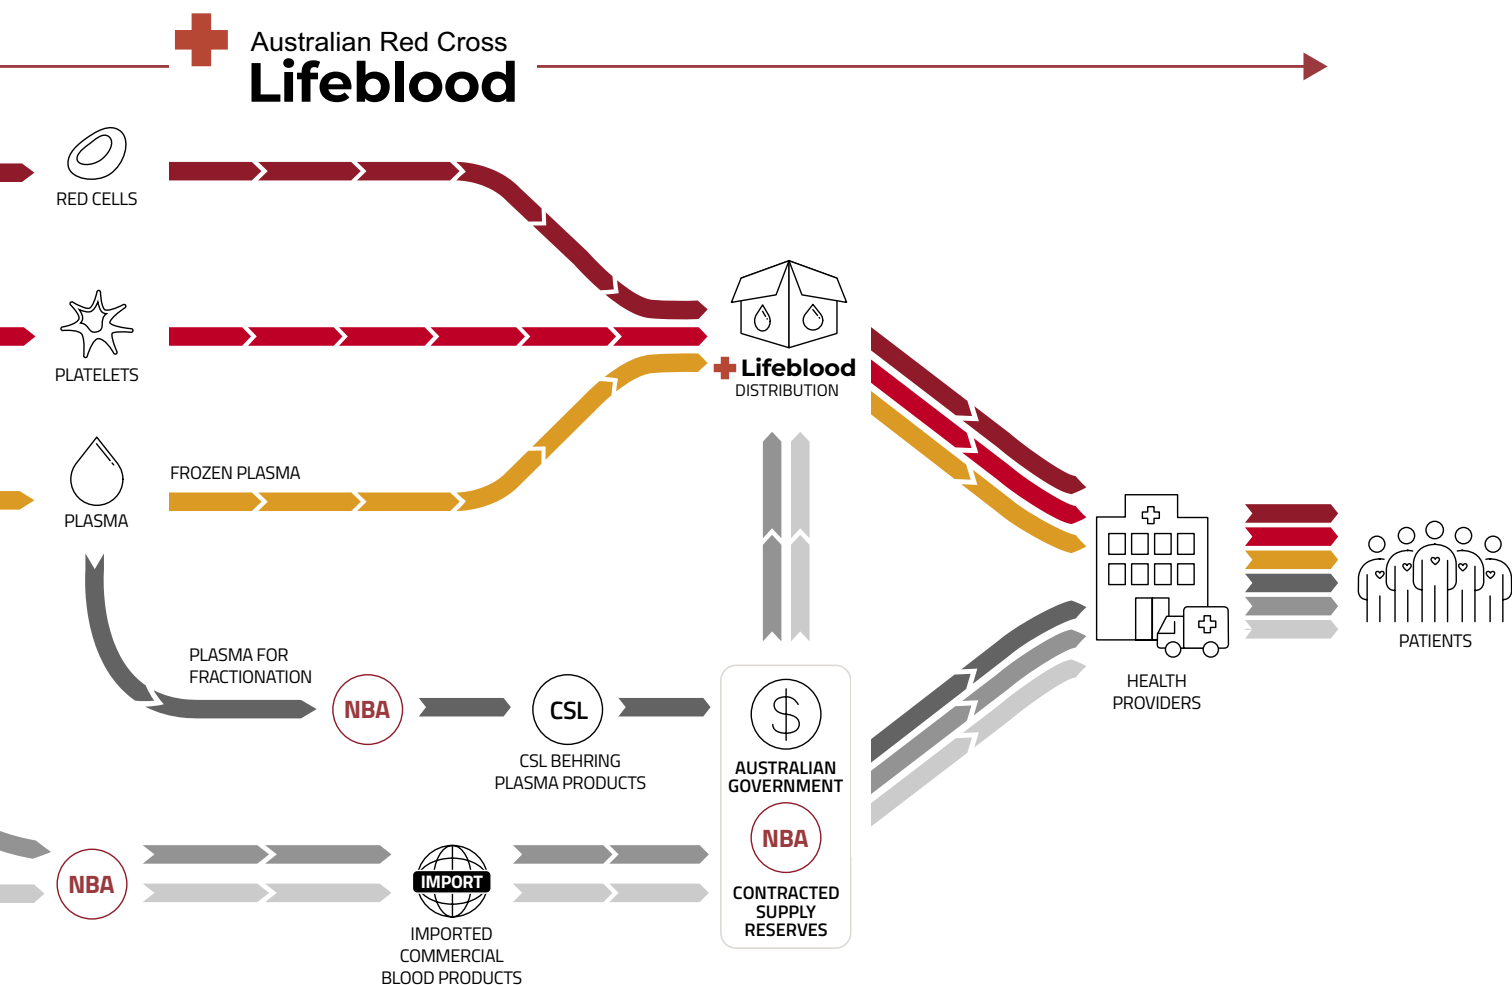 Australian Red Cross
Lifeblood
RED CELLS
PLATELETS
Lifeblood
DISTRIBUTION
FROZEN PLASMA
PLASMA
PLASMA FOR
FRACTIONATION
NBA
CSL
CSL BEHRING
PLASMA PRODUCTS
$
AUSTRALIAN
GOVERNMENT
NBA
CONTRACTED
SUPPLY
RESERVES
HEALTH
PROVIDERS
PATIENTS
NBA
IMPORT
IMPORTED
COMMERCIAL
BLOOD PRODUCTS